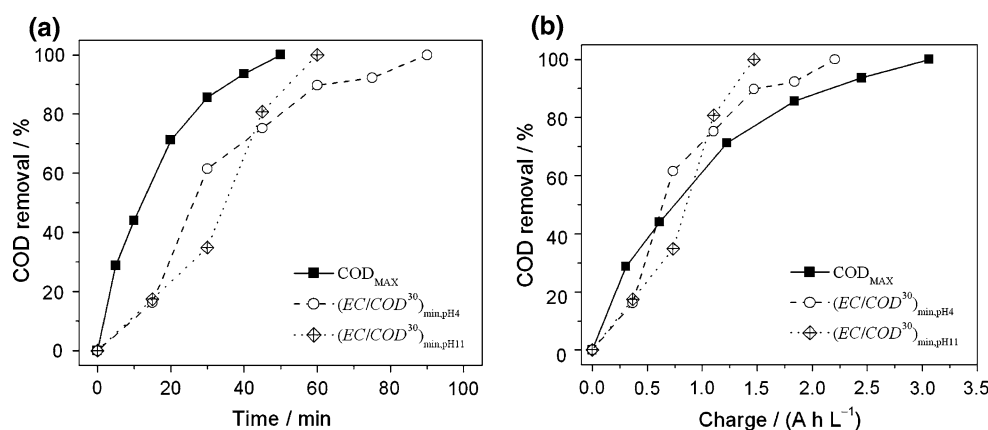 (a)
100
80
60
40
20
0
COD removal / %
COD_MAX
(EC/COD^30)_min,pH4
(EC/COD^30)_min,pH11
0 20 40 60 80 100
Time / min
(b)
100
80
60
40
20
0
COD removal / %
COD_MAX
(EC/COD^30)_min,pH4
(EC/COD^30)_min,pH11
0.0 0.5 1.0 1.5 2.0 2.5 3.0 3.5
Charge / (A h L⁻¹)